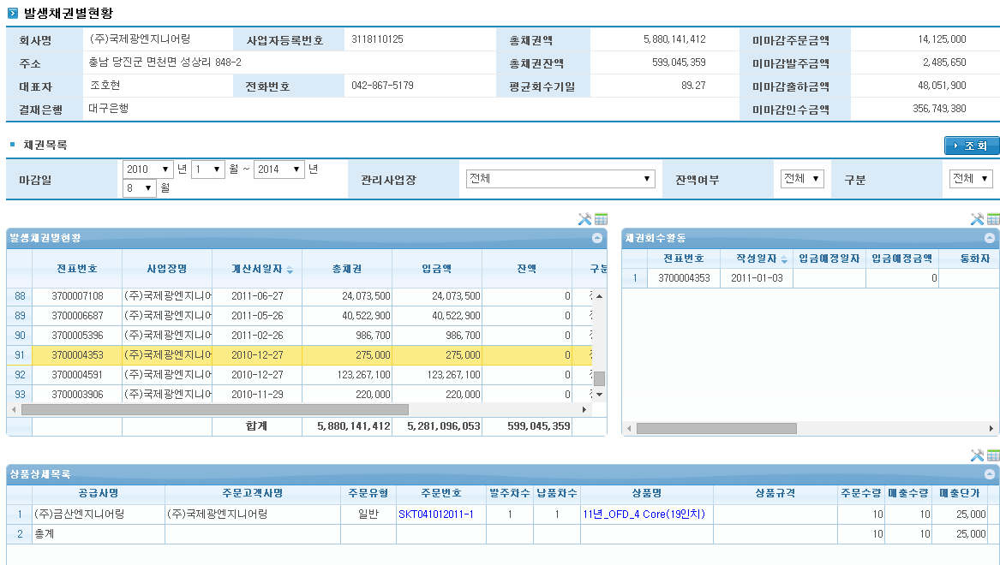 발생채권별현황
회사명 (주)국제광엔지니어링 사업자등록번호 3118110125 총채권액 5,880,141,412 미마감주문금액 14,125,000
주소 충남 당진군 면천면 성상리 848-2 총채권잔액 599,045,359 미마감발주금액 2,485,650
대표자 조호현 전화번호 042-867-5179 평균회수기일 89.27 미마감출하금액 48,051,900
결재은행 대구은행 미마감인수금액 356,749,380
채권목록 조회
마감일 2010 년 1 월 ~ 2014 년 8 월 관리사업장 전체 잔액여부 전체 구분 전체
발생채권별현황
전표번호 사업장명 계산서일자 총채권 입금액 잔액 구분
88 3700007108 (주)국제광엔지니어 2011-06-27 24,073,500 24,073,500 0
89 3700006687 (주)국제광엔지니어 2011-05-26 40,522,900 40,522,900 0
90 3700005396 (주)국제광엔지니어 2011-02-26 986,700 986,700 0
91 3700004353 (주)국제광엔지니어 2010-12-27 275,000 275,000 0
92 3700004591 (주)국제광엔지니어 2010-12-27 123,267,100 123,267,100 0
93 3700003906 (주)국제광엔지니어 2010-11-29 220,000 220,000 0
합계 5,880,141,412 5,281,096,053 599,045,359
채권회수활동
전표번호 작성일자 입금예정일자 입금예정금액 통화자
1 3700004353 2011-01-03 0
상품상세목록
공급사명 주문고객사명 주문유형 주문번호 발주차수 납품차수 상품명 상품규격 주문수량 매출수량 매출단가
1 (주)금산엔지니어링 (주)국제광엔지니어링 일반 SKT041012011-1 1 1 11년_OFD_4 Core(19인치) 10 10 25,000
2 총계 10 10 25,000